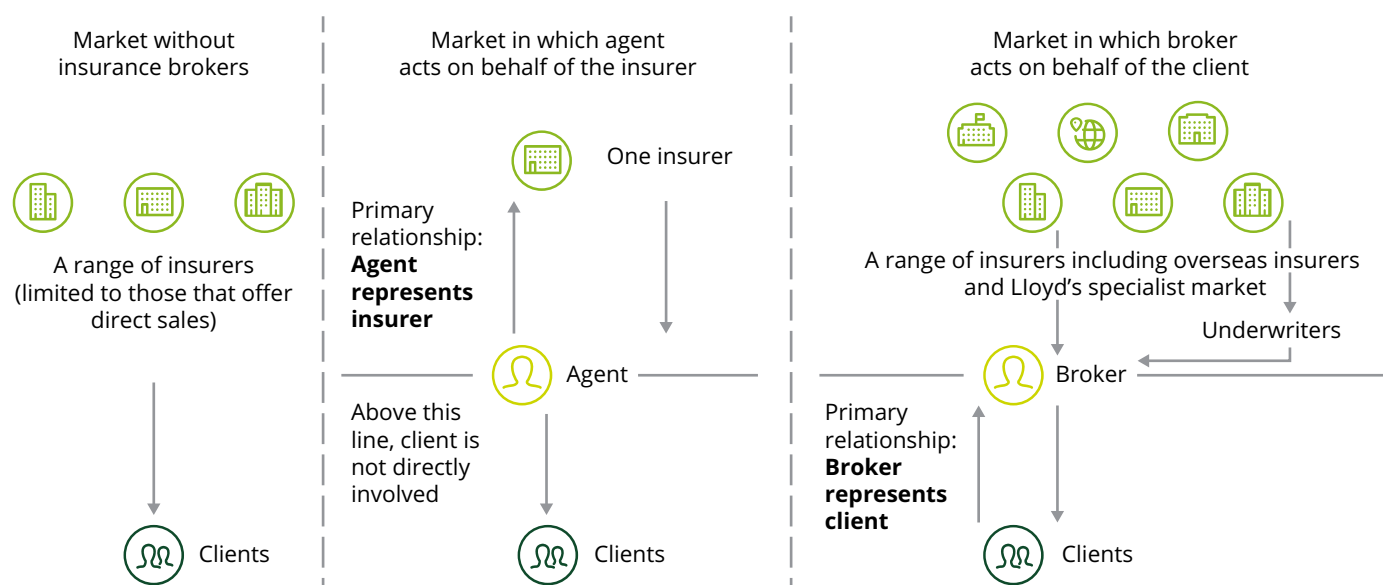 Market without
insurance brokers
A range of insurers
(limited to those that offer
direct sales)
Clients
Market in which agent
acts on behalf of the insurer
One insurer
Primary
relationship:
Agent
represents
insurer
Agent
Above this
line, client is
not directly
involved
Clients
Market in which broker
acts on behalf of the client
A range of insurers including overseas insurers
and Lloyd’s specialist market
Underwriters
Broker
Primary
relationship:
Broker
represents
client
Clients